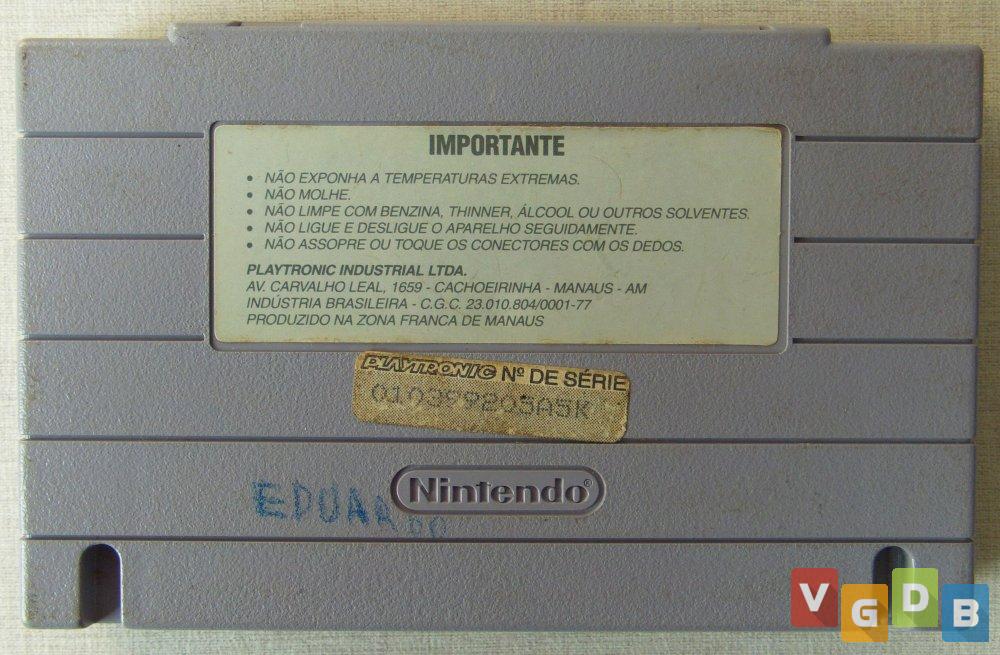 IMPORTANTE
• NÃO EXPONHA A TEMPERATURAS EXTREMAS.
• NÃO MOLHE.
• NÃO LIMPE COM BENZINA, THINNER, ÁLCOOL OU OUTROS SOLVENTES.
• NÃO LIGUE E DESLIGUE O APARELHO SEGUIDAMENTE.
• NÃO ASSOPRE OU TOQUE OS CONECTORES COM OS DEDOS.
PLAYTRONIC INDUSTRIAL LTDA.
AV. CARVALHO LEAL, 1659 - CACHOEIRINHA - MANAUS - AM
INDÚSTRIA BRASILEIRA - C.G.C. 23.010.804/0001-77
PRODUZIDO NA ZONA FRANCA DE MANAUS
PLAYTRONIC Nº DE SÉRIE
Nintendo®
EDUARDO
VGDB